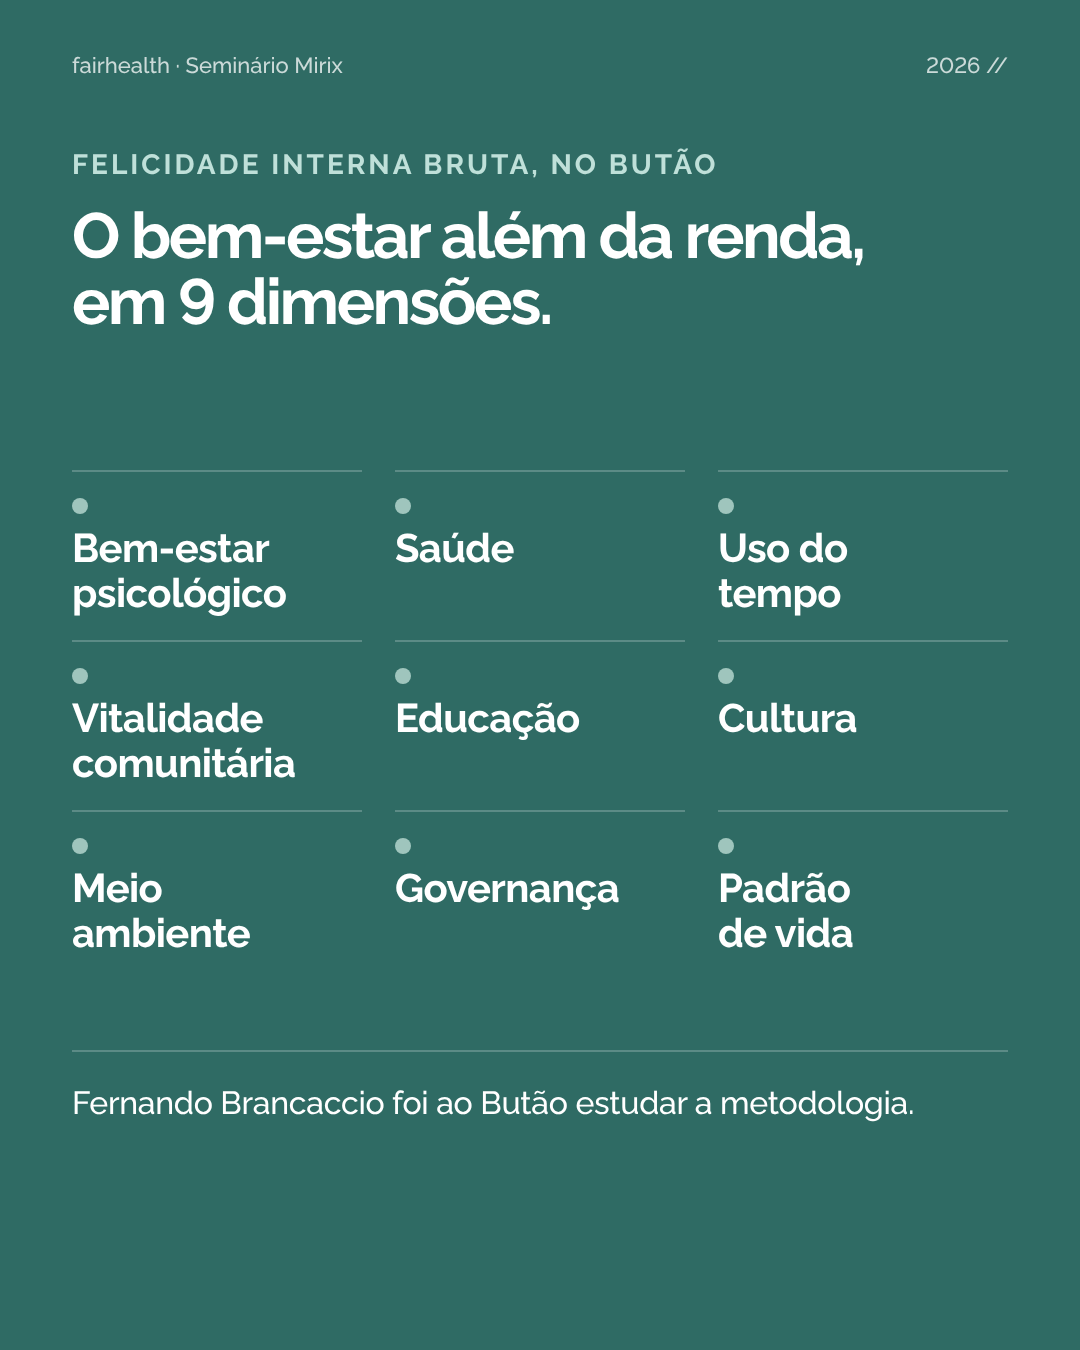 fairhealth · Seminário Mirix
2026 //
FELICIDADE INTERNA BRUTA, NO BUTÃO
O bem-estar além da renda,
em 9 dimensões.
Bem-estar
psicológico
Saúde
Uso do
tempo
Vitalidade
comunitária
Educação
Cultura
Meio
ambiente
Governança
Padrão
de vida
Fernando Brancaccio foi ao Butão estudar a metodologia.